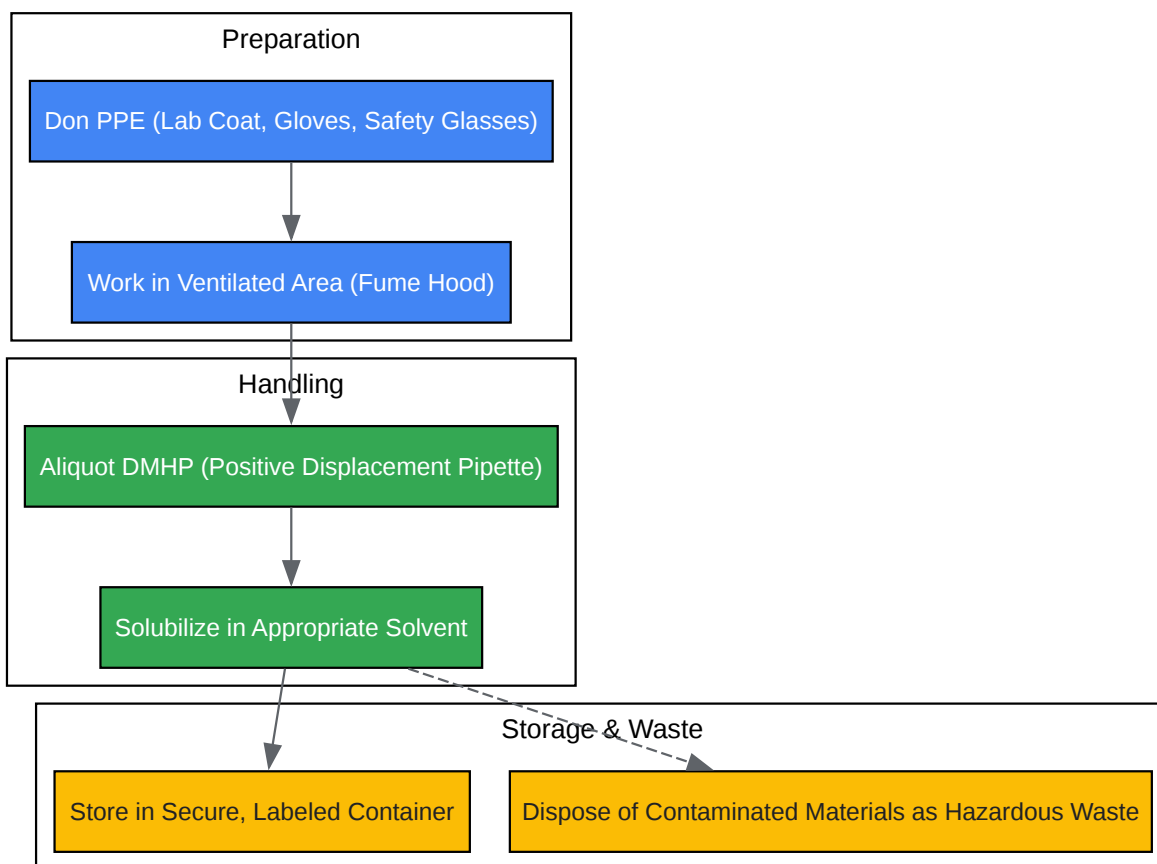 Preparation
Don PPE (Lab Coat, Gloves, Safety Glasses)
Work in Ventilated Area (Fume Hood)
Handling
Aliquot DMHP (Positive Displacement Pipette)
Solubilize in Appropriate Solvent
Storage & Waste
Store in Secure, Labeled Container
Dispose of Contaminated Materials as Hazardous Waste